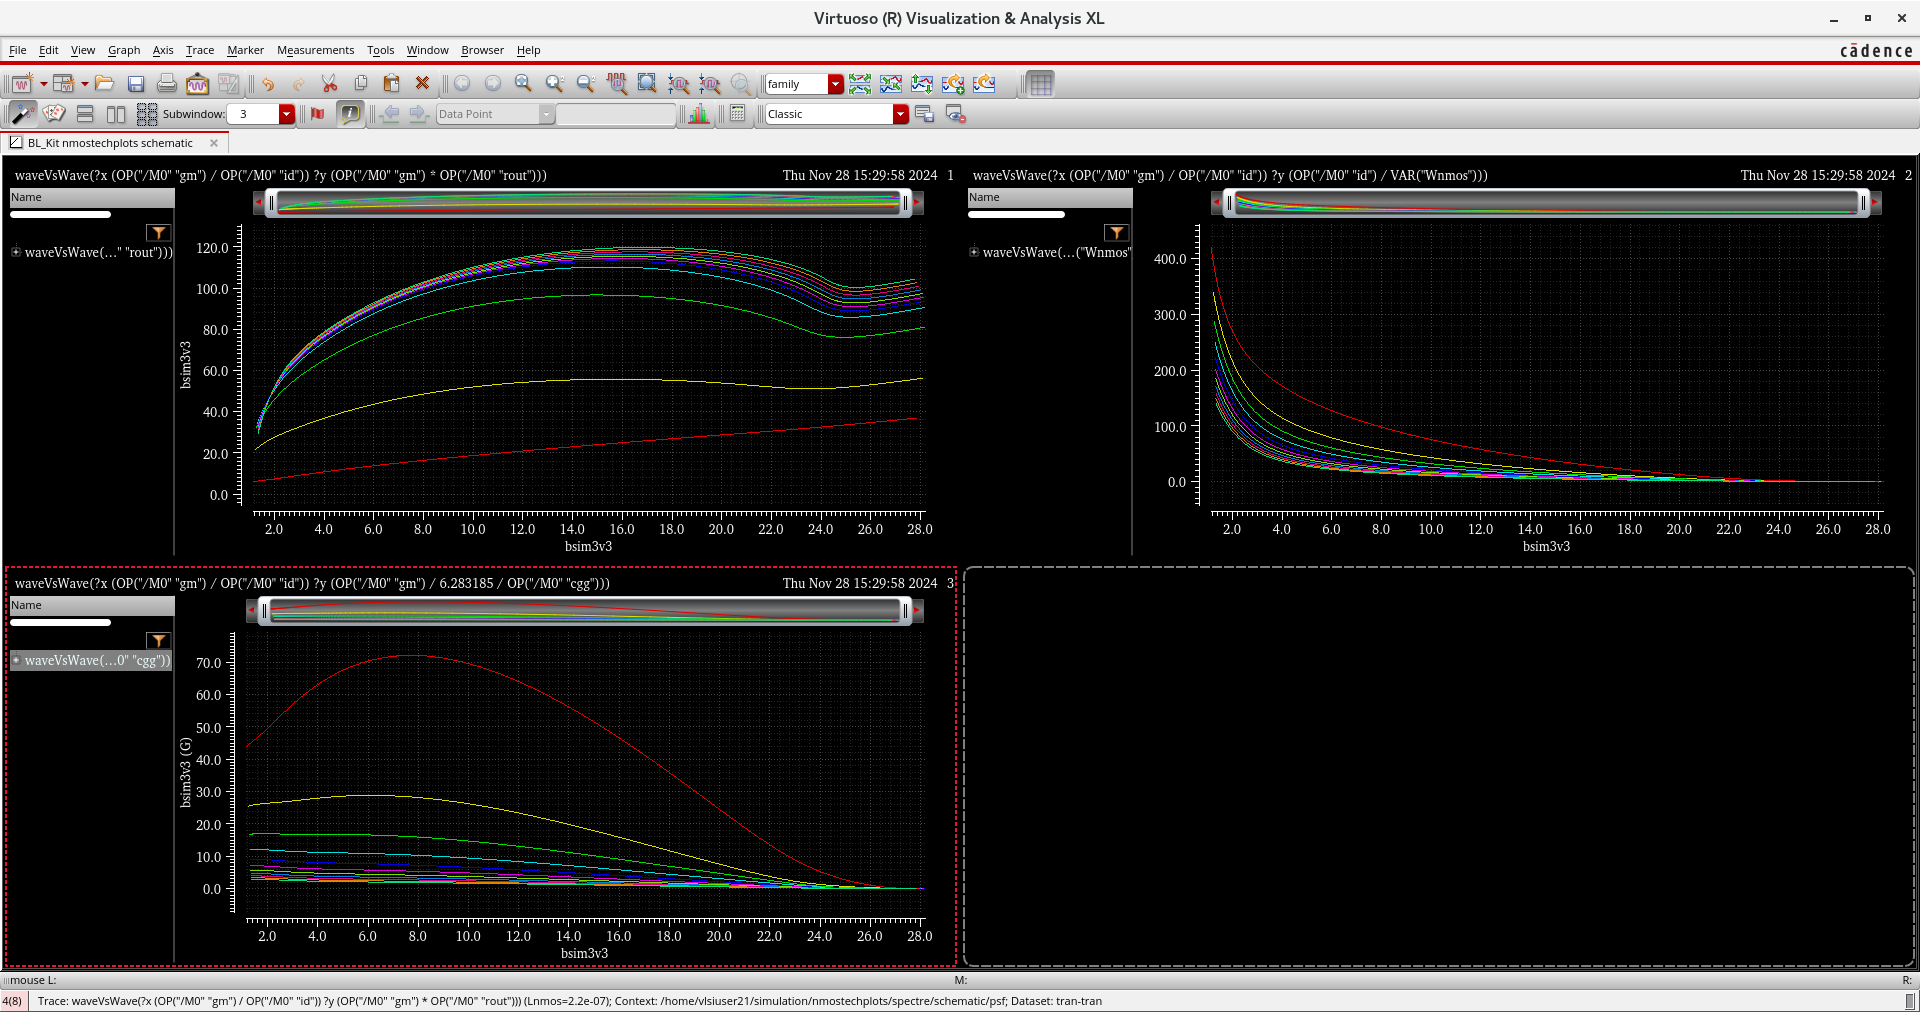 Virtuoso (R) Visualization & Analysis XL
File Edit View Graph Axis Trace Marker Measurements Tools Window Browser Help
cādence
family
Subwindow: 3
Data Point
Classic
BL_Kit nmostechplots schematic
waveVsWave(?x (OP("/M0" "gm") / OP("/M0" "id")) ?y (OP("/M0" "gm") * OP("/M0" "rout")))
Thu Nov 28 15:29:58 2024 1
Name
waveVsWave(..." "rout")))
bsim3v3
120.0
100.0
80.0
60.0
40.0
20.0
0.0
2.0 4.0 6.0 8.0 10.0 12.0 14.0 16.0 18.0 20.0 22.0 24.0 26.0 28.0
bsim3v3
waveVsWave(?x (OP("/M0" "gm") / OP("/M0" "id")) ?y (OP("/M0" "id") / VAR("Wnmos")))
Thu Nov 28 15:29:58 2024 2
Name
waveVsWave(...("Wnmos"
400.0
300.0
200.0
100.0
0.0
2.0 4.0 6.0 8.0 10.0 12.0 14.0 16.0 18.0 20.0 22.0 24.0 26.0 28.0
bsim3v3
waveVsWave(?x (OP("/M0" "gm") / OP("/M0" "id")) ?y (OP("/M0" "gm") / 6.283185 / OP("/M0" "cgg")))
Thu Nov 28 15:29:58 2024 3
Name
waveVsWave(...0" "cgg"))
bsim3v3 (G)
70.0
60.0
50.0
40.0
30.0
20.0
10.0
0.0
2.0 4.0 6.0 8.0 10.0 12.0 14.0 16.0 18.0 20.0 22.0 24.0 26.0 28.0
bsim3v3
mouse L: M: R:
4(8) Trace: waveVsWave(?x (OP("/M0" "gm") / OP("/M0" "id")) ?y (OP("/M0" "gm") * OP("/M0" "rout"))) (Lnmos=2.2e-07); Context: /home/vlsiuser21/simulation/nmostechplots/spectre/schematic/psf; Dataset: tran-tran